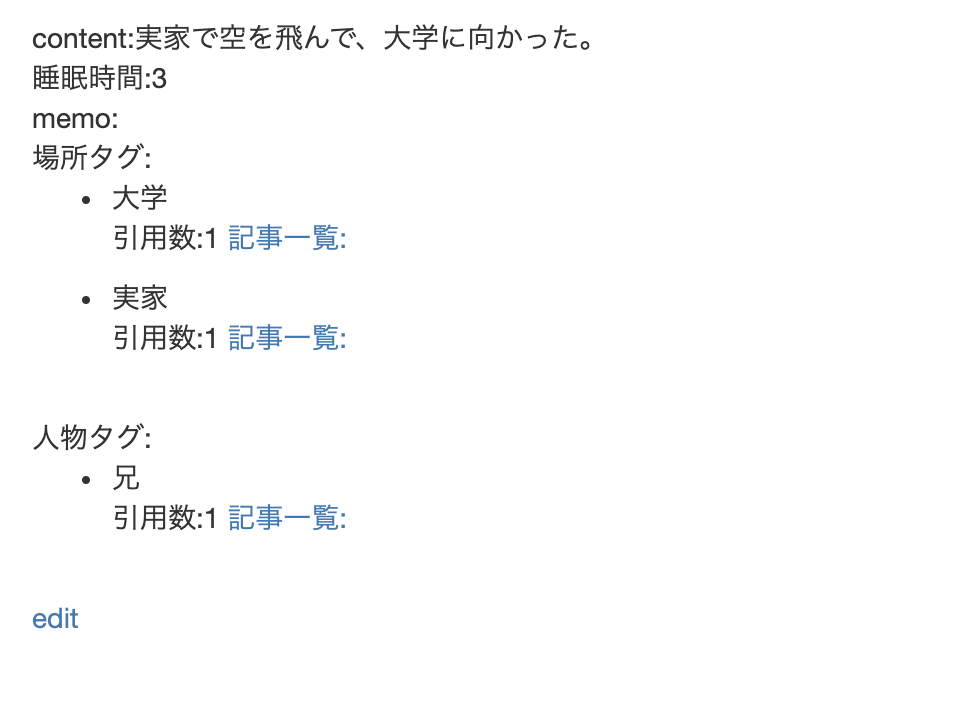 content:実家で空を飛んで、大学に向かった。
睡眠時間:3
memo:
場所タグ:
• 大学
引用数:1 記事一覧:
• 実家
引用数:1 記事一覧:
人物タグ:
• 兄
引用数:1 記事一覧:
edit